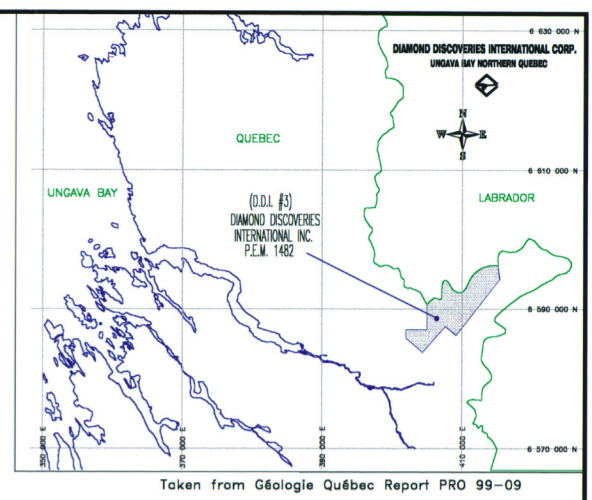 6 630 000 N
DIAMOND DISCOVERIES INTERNATIONAL CORP.
UNGAVA BAY NORTHERN QUEBEC
N
W E
S
QUEBEC
6 610 000 N
UNGAVA BAY
LABRADOR
(D.D.I. #3)
DIAMOND DISCOVERIES
INTERNATIONAL INC.
P.E.M. 1482
6 590 000 N
350 000 E
370 000 E
390 000 E
410 000 E
6 570 000 N
Taken from Géologie Québec Report PRO 99-09